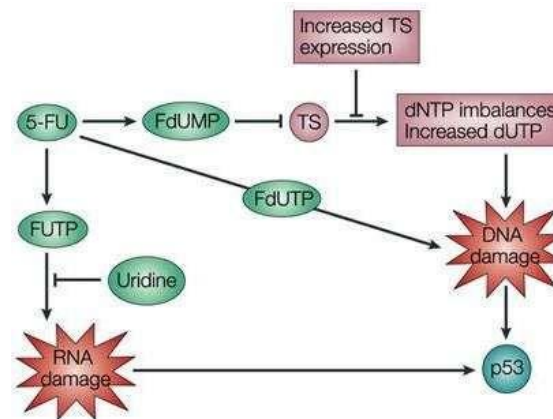 Increased TS
expression
5-FU
FdUMP
TS
dNTP imbalances
Increased dUTP
FdUTP
FUTP
DNA
damage
Uridine
RNA
damage
p53